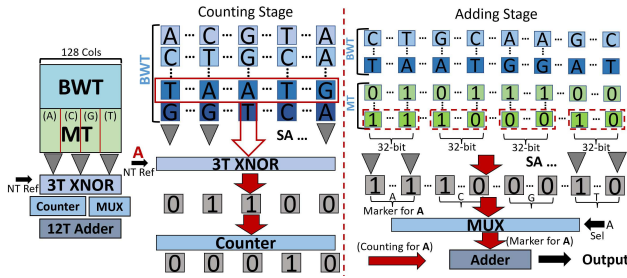 Counting Stage
Adding Stage
128 Cols
BWT
(A) (C) (G) (T)
MT
NT Ref
3T XNOR
Counter
MUX
12T Adder
BWT
A ··· C ··· G ··· T ··· A
C ··· T ··· G ··· C ··· A
T ··· A ··· A ··· T ··· G
G ··· G ··· T ··· C ··· A
SA ...
A
NT Ref
3T XNOR
0 1 1 0 0
Counter
0 0 0 1 0
BWT
C ··· T ··· G ··· C ··· A ··· A ··· G ··· C
T ··· A ··· A ··· T ··· G ··· G ··· A ··· T
MT
0 ··· 1 ··· 0 ··· 1 ··· 1 ··· 0 ··· 1 ··· 0
1 ··· 1 ··· 1 ··· 0 ··· 0 ··· 0 ··· 1 ··· 0
32-bit 32-bit 32-bit 32-bit
SA ...
1 ··· 1 ··· 1 ··· 0 ··· 0 ··· 0 ··· 1 ··· 0
A C G T
Marker for A
MUX
A
Sel
(Counting for A)
(Marker for A)
Adder
Output